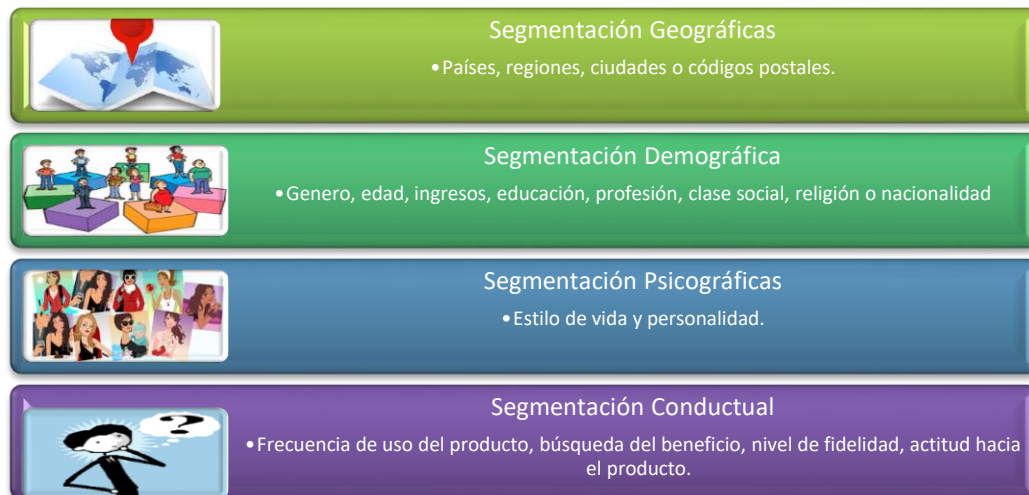 Segmentación Geográficas
•Países, regiones, ciudades o códigos postales.
Segmentación Demográfica
•Genero, edad, ingresos, educación, profesión, clase social, religión o nacionalidad
Segmentación Psicográficas
•Estilo de vida y personalidad.
Segmentación Conductual
•Frecuencia de uso del producto, búsqueda del beneficio, nivel de fidelidad, actitud hacia
el producto.
?